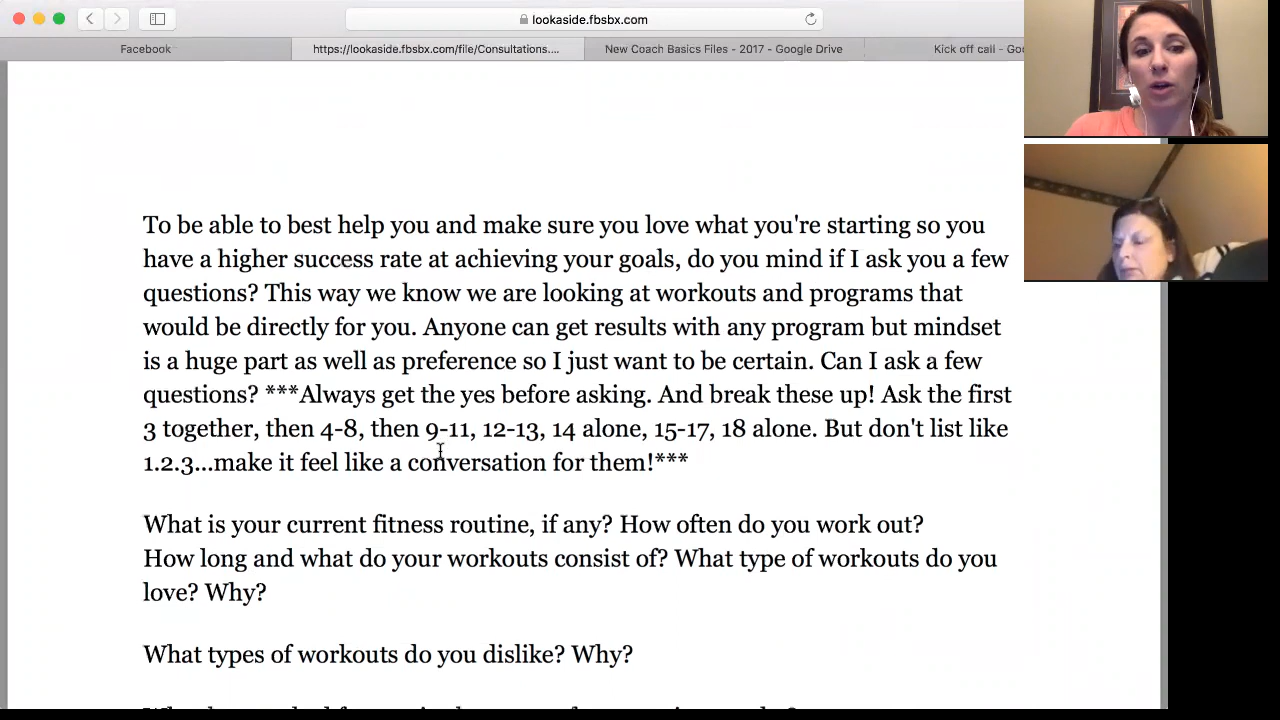 lookaside.fbsbx.com
Facebook
https://lookaside.fbsbx.com/file/Consultations....
New Coach Basics Files - 2017 - Google Drive
Kick off call - Goo
To be able to best help you and make sure you love what you're starting so you
have a higher success rate at achieving your goals, do you mind if I ask you a few
questions? This way we know we are looking at workouts and programs that
would be directly for you. Anyone can get results with any program but mindset
is a huge part as well as preference so I just want to be certain. Can I ask a few
questions? ***Always get the yes before asking. And break these up! Ask the first
3 together, then 4-8, then 9-11, 12-13, 14 alone, 15-17, 18 alone. But don't list like
1.2.3...make it feel like a conversation for them!***
What is your current fitness routine, if any? How often do you work out?
How long and what do your workouts consist of? What type of workouts do you
love? Why?
What types of workouts do you dislike? Why?